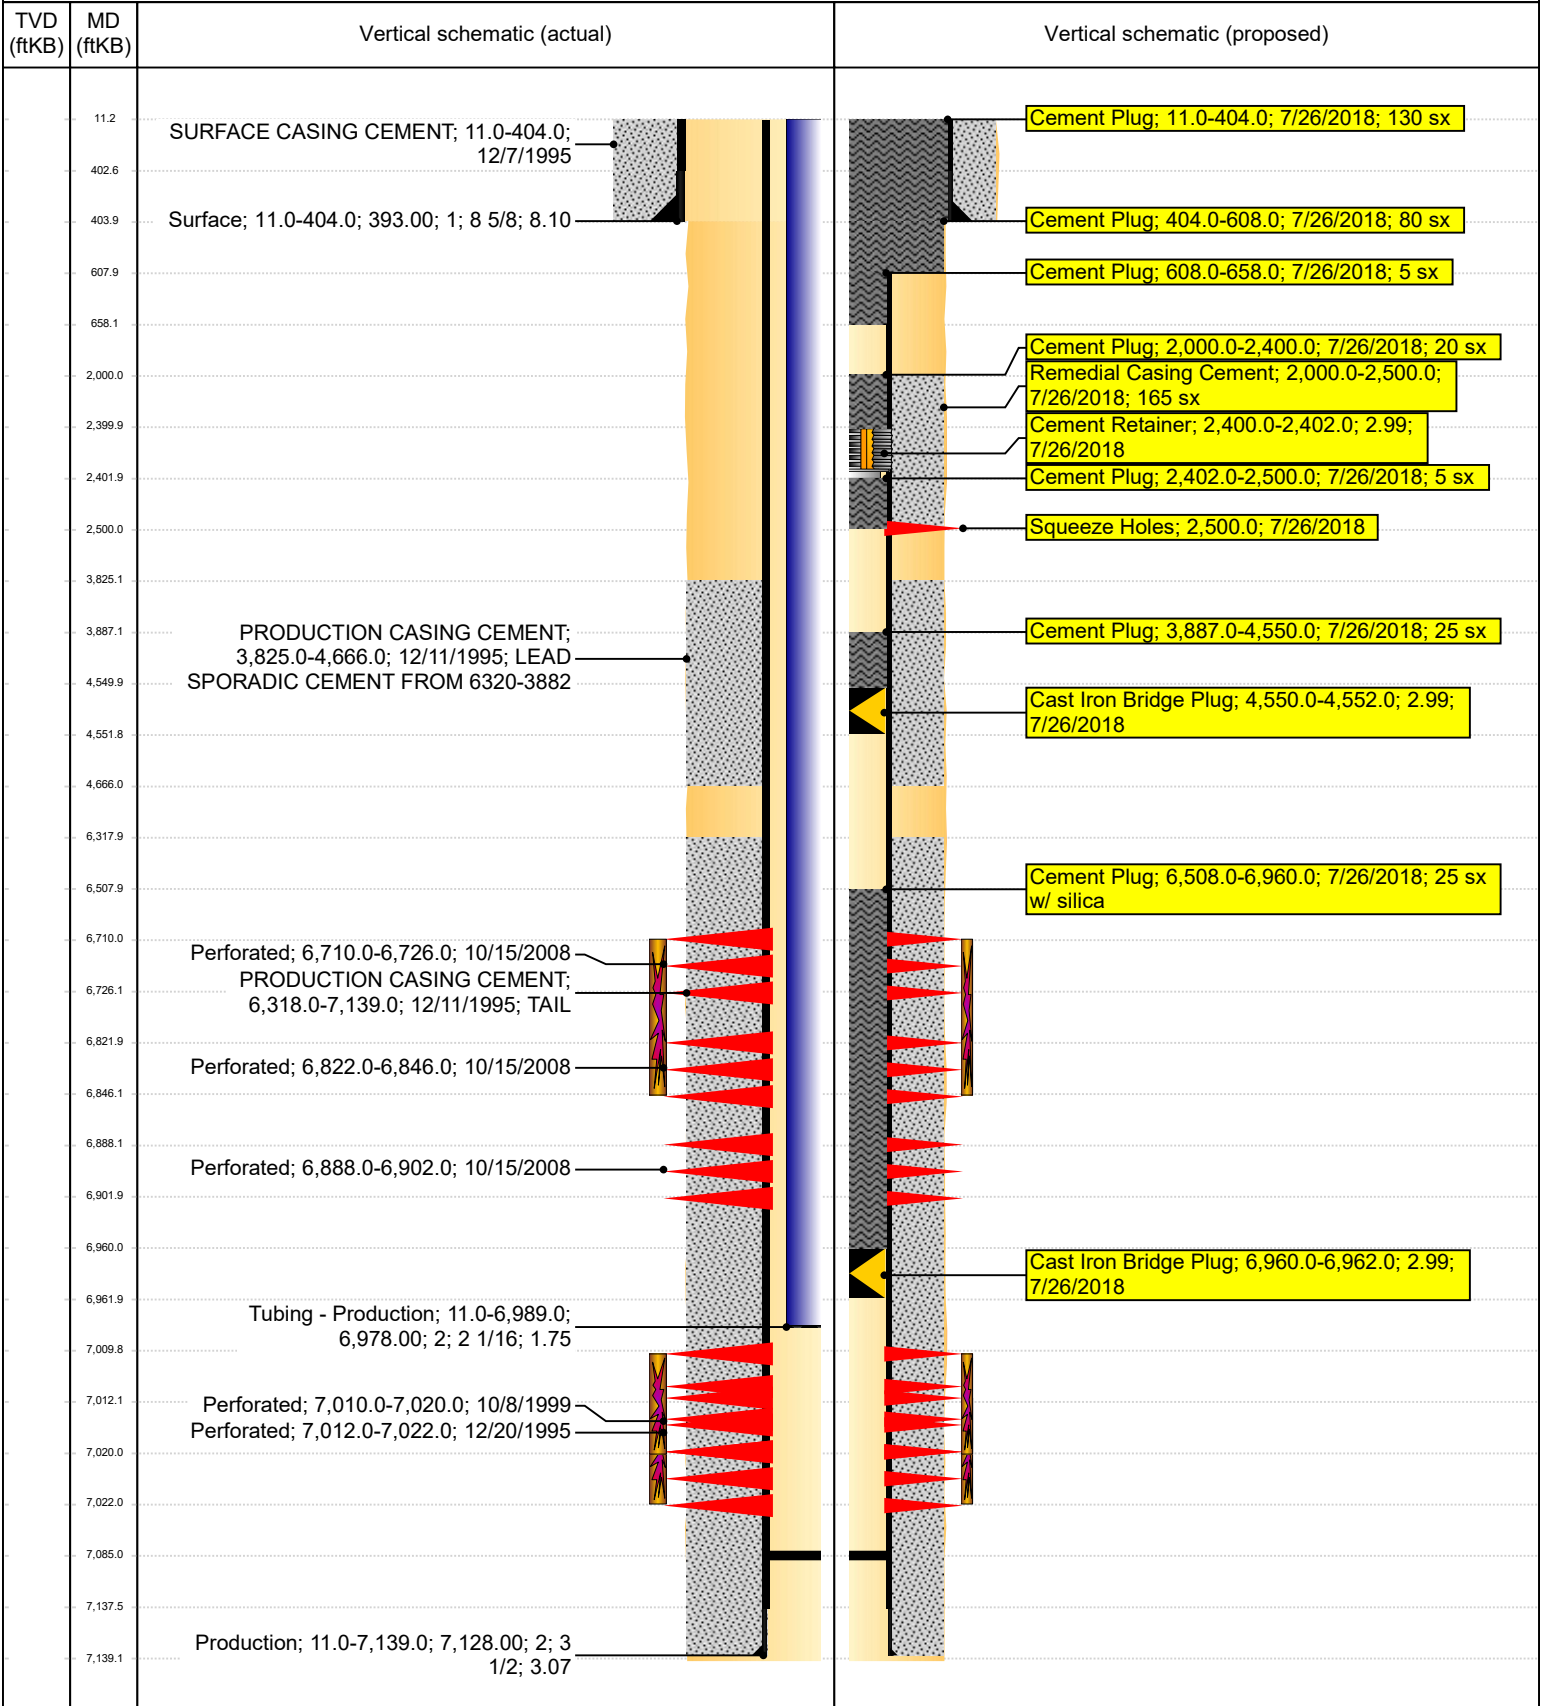 TVD
(ftKB)
MD
(ftKB)
Vertical schematic (actual)
Vertical schematic (proposed)
11.2
402.6
403.9
607.9
658.1
2,000.0
2,399.9
2,401.9
2,500.0
3,825.1
3,887.1
4,549.9
4,551.8
4,666.0
6,317.9
6,507.9
6,710.0
6,726.1
6,821.9
6,846.1
6,888.1
6,901.9
6,960.0
6,961.9
7,009.8
7,012.1
7,020.0
7,022.0
7,085.0
7,137.5
7,139.1
SURFACE CASING CEMENT; 11.0-404.0;
12/7/1995
Surface; 11.0-404.0; 393.00; 1; 8 5/8; 8.10
PRODUCTION CASING CEMENT;
3,825.0-4,666.0; 12/11/1995; LEAD
SPORADIC CEMENT FROM 6320-3882
Perforated; 6,710.0-6,726.0; 10/15/2008
PRODUCTION CASING CEMENT;
6,318.0-7,139.0; 12/11/1995; TAIL
Perforated; 6,822.0-6,846.0; 10/15/2008
Perforated; 6,888.0-6,902.0; 10/15/2008
Tubing - Production; 11.0-6,989.0;
6,978.00; 2; 2 1/16; 1.75
Perforated; 7,010.0-7,020.0; 10/8/1999
Perforated; 7,012.0-7,022.0; 12/20/1995
Production; 11.0-7,139.0; 7,128.00; 2; 3
1/2; 3.07
Cement Plug; 11.0-404.0; 7/26/2018; 130 sx
Cement Plug; 404.0-608.0; 7/26/2018; 80 sx
Cement Plug; 608.0-658.0; 7/26/2018; 5 sx
Cement Plug; 2,000.0-2,400.0; 7/26/2018; 20 sx
Remedial Casing Cement; 2,000.0-2,500.0;
7/26/2018; 165 sx
Cement Retainer; 2,400.0-2,402.0; 2.99;
7/26/2018
Cement Plug; 2,402.0-2,500.0; 7/26/2018; 5 sx
Squeeze Holes; 2,500.0; 7/26/2018
Cement Plug; 3,887.0-4,550.0; 7/26/2018; 25 sx
Cast Iron Bridge Plug; 4,550.0-4,552.0; 2.99;
7/26/2018
Cement Plug; 6,508.0-6,960.0; 7/26/2018; 25 sx
w/ silica
Cast Iron Bridge Plug; 6,960.0-6,962.0; 2.99;
7/26/2018